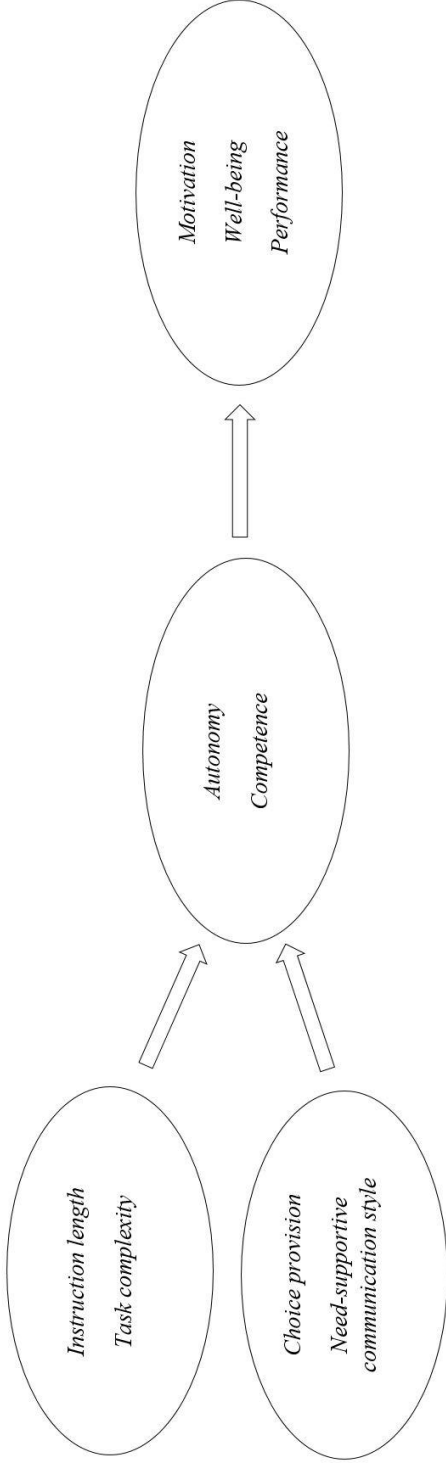 Instruction length
Task complexity
Choice provision
Need-supportive
communication style
Autonomy
Competence
Motivation
Well-being
Performance